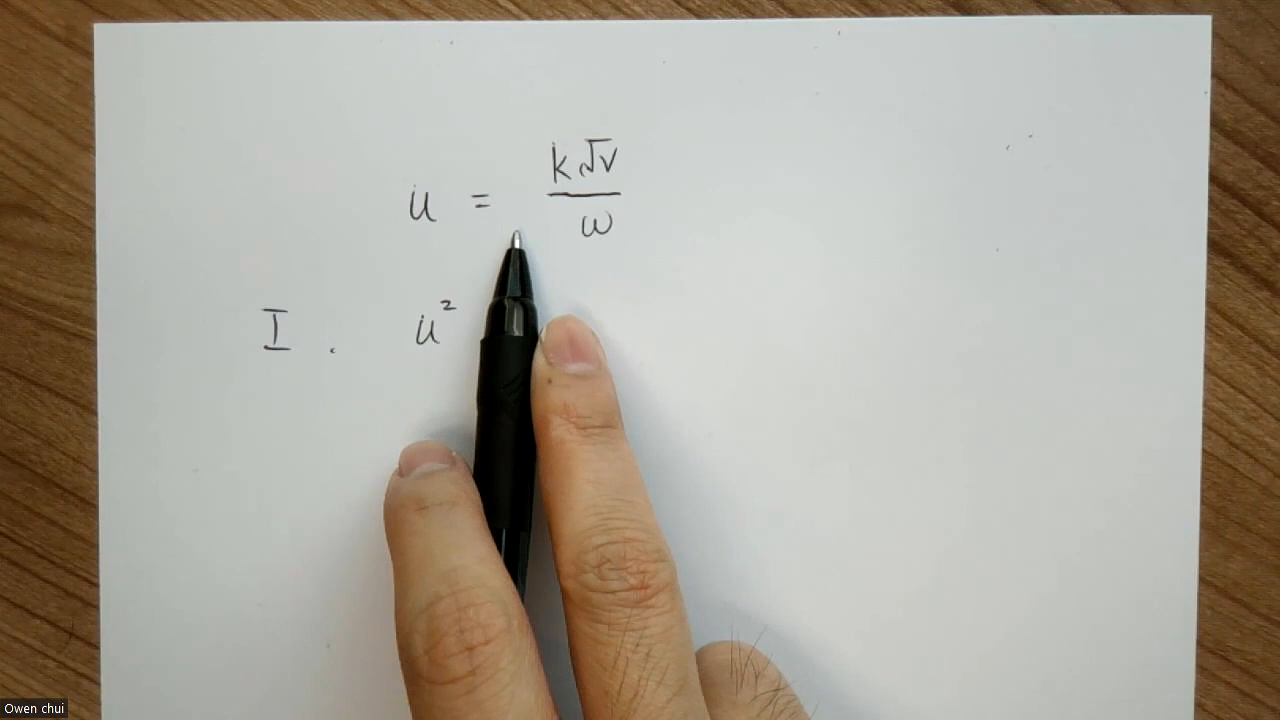 u = k√v / ω
I . u²
Owen chui